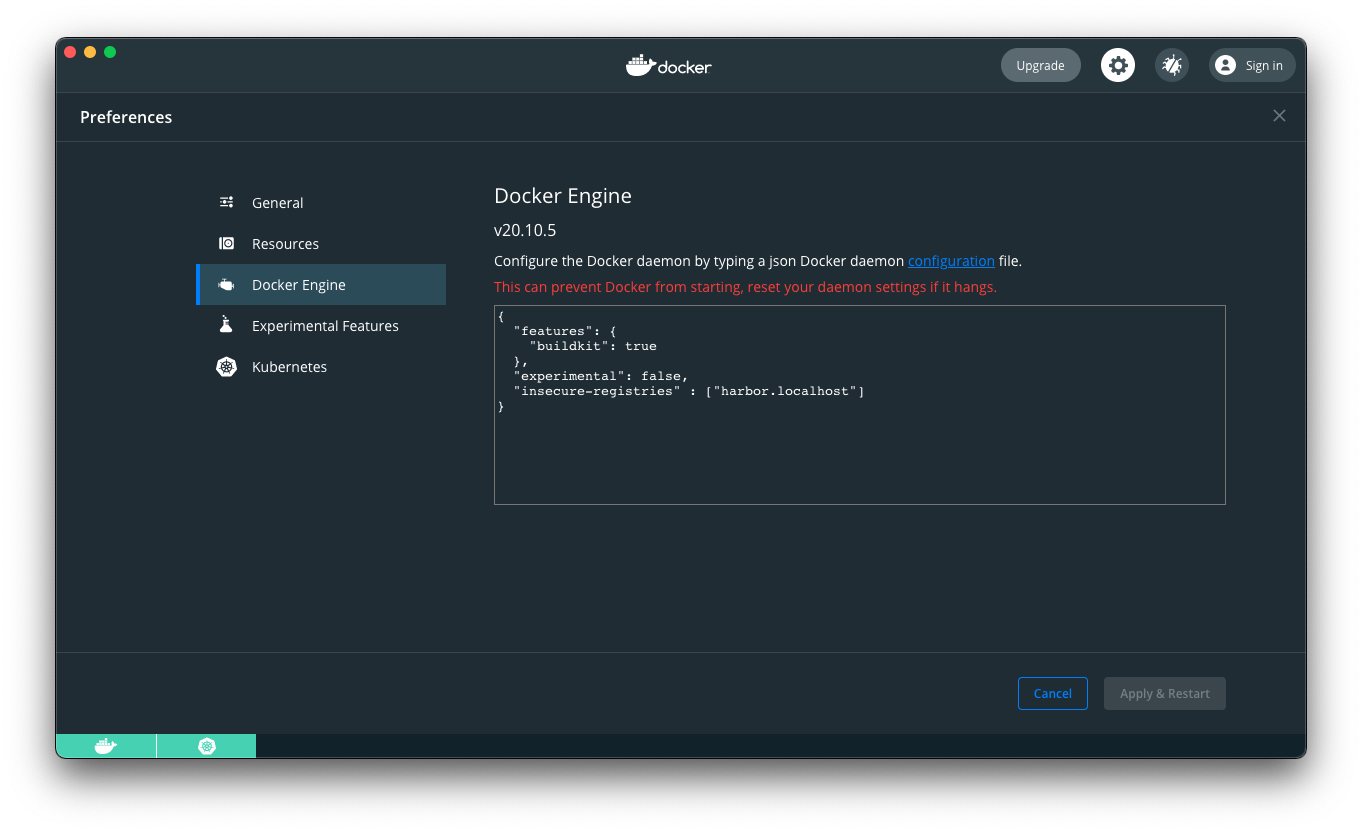 docker
Upgrade
Sign in
Preferences
General
Resources
Docker Engine
Experimental Features
Kubernetes
Docker Engine
v20.10.5
Configure the Docker daemon by typing a json Docker daemon configuration file.
This can prevent Docker from starting, reset your daemon settings if it hangs.
{
  "features": {
    "buildkit": true
  },
  "experimental": false,
  "insecure-registries" : ["harbor.localhost"]
}
Cancel
Apply & Restart